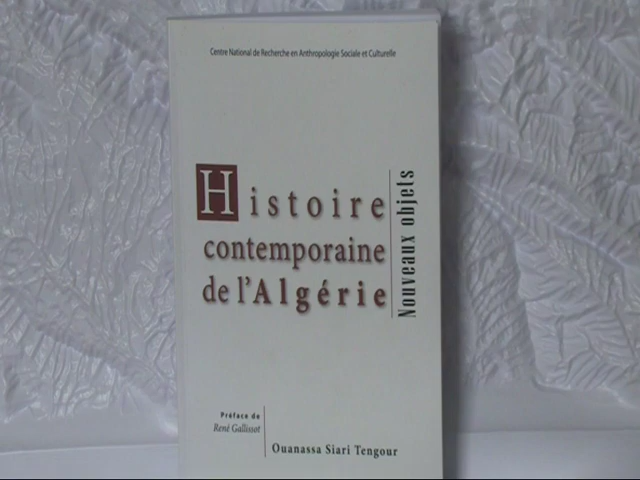 Centre National de Recherche en Anthropologie Sociale et Culturelle
Histoire
contemporaine
de l'Algérie
Nouveaux objets
Préface de
René Gallissot
Ouanassa Siari Tengour